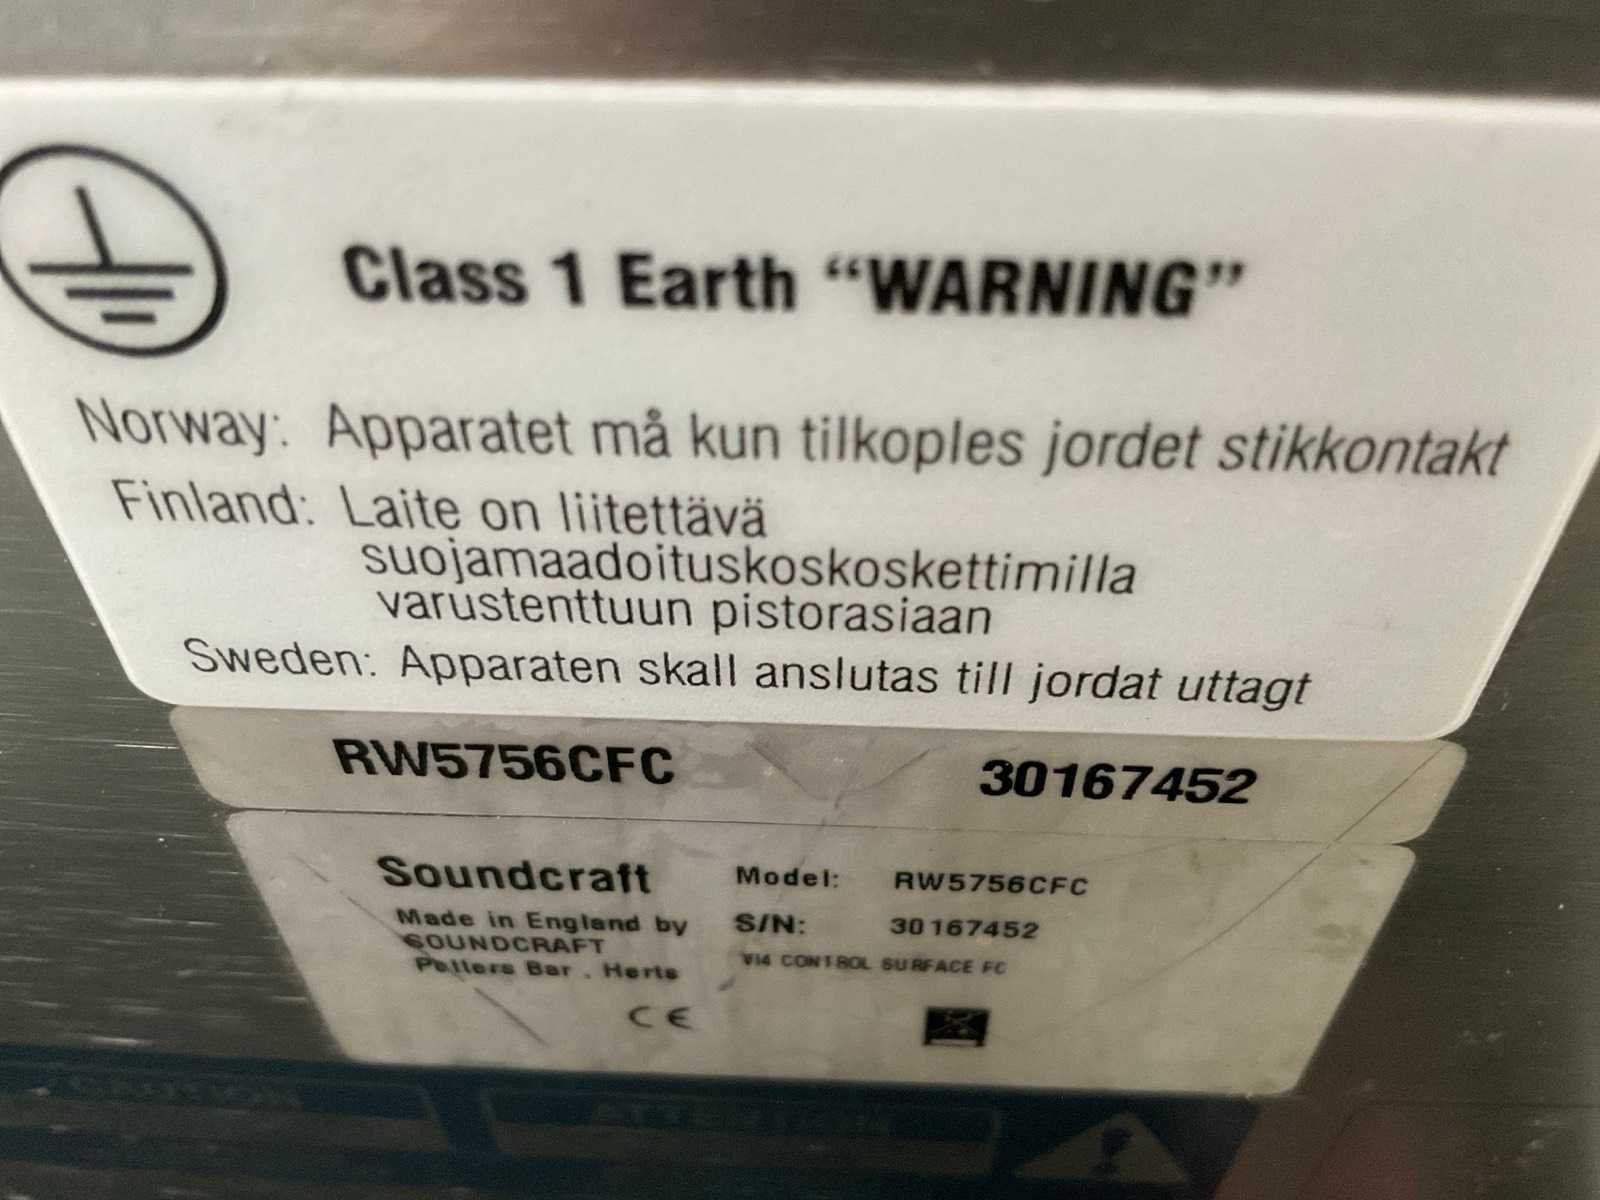 Class 1 Earth “WARNING”
Norway: Apparatet må kun tilkoples jordet stikkontakt
Finland: Laite on liitettävä
suojamaadoituskoskoskettimilla
varustenttuun pistorasiaan
Sweden: Apparaten skall anslutas till jordat uttagt
RW5756CFC 30167452
Soundcraft Model: RW5756CFC
Made in England by S/N: 30167452
SOUNDCRAFT
Potters Bar . Herts Vi4 CONTROL SURFACE FC
CE
CAUTION ATTENTION